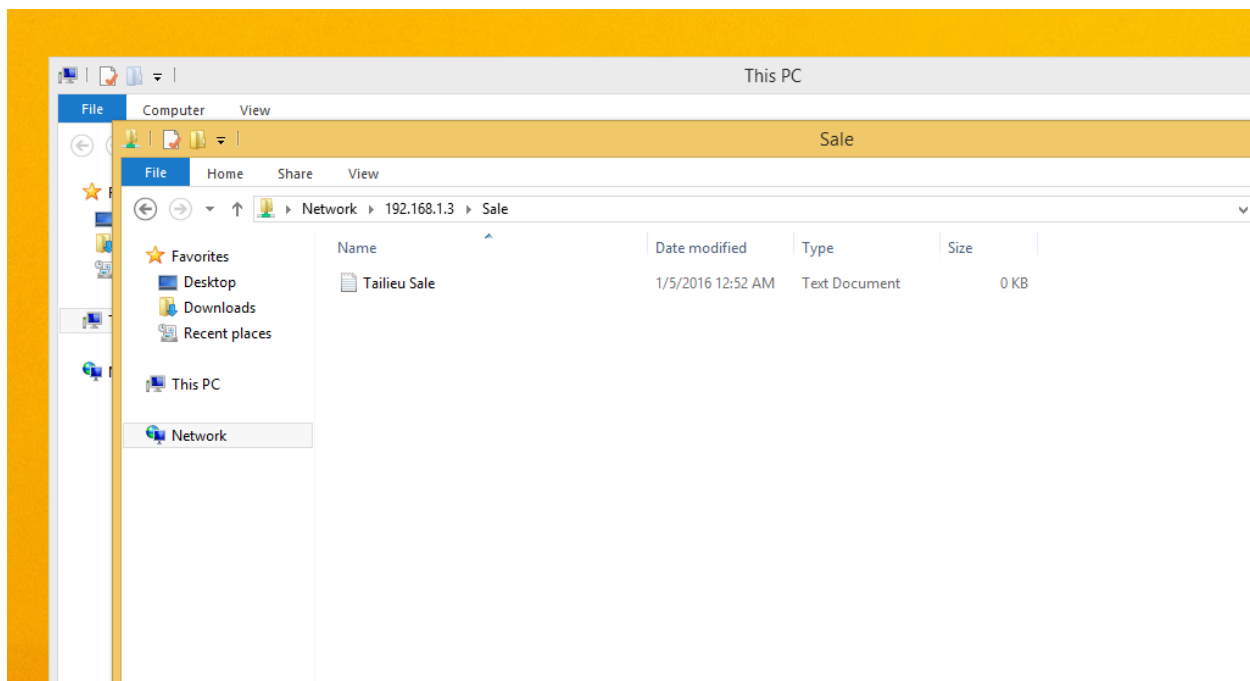 This PC
File Computer View
Sale
File Home Share View
Network 192.168.1.3 Sale
Name Date modified Type Size
Favorites
Tailieu Sale 1/5/2016 12:52 AM Text Document 0 KB
Desktop
Downloads
Recent places
This PC
Network